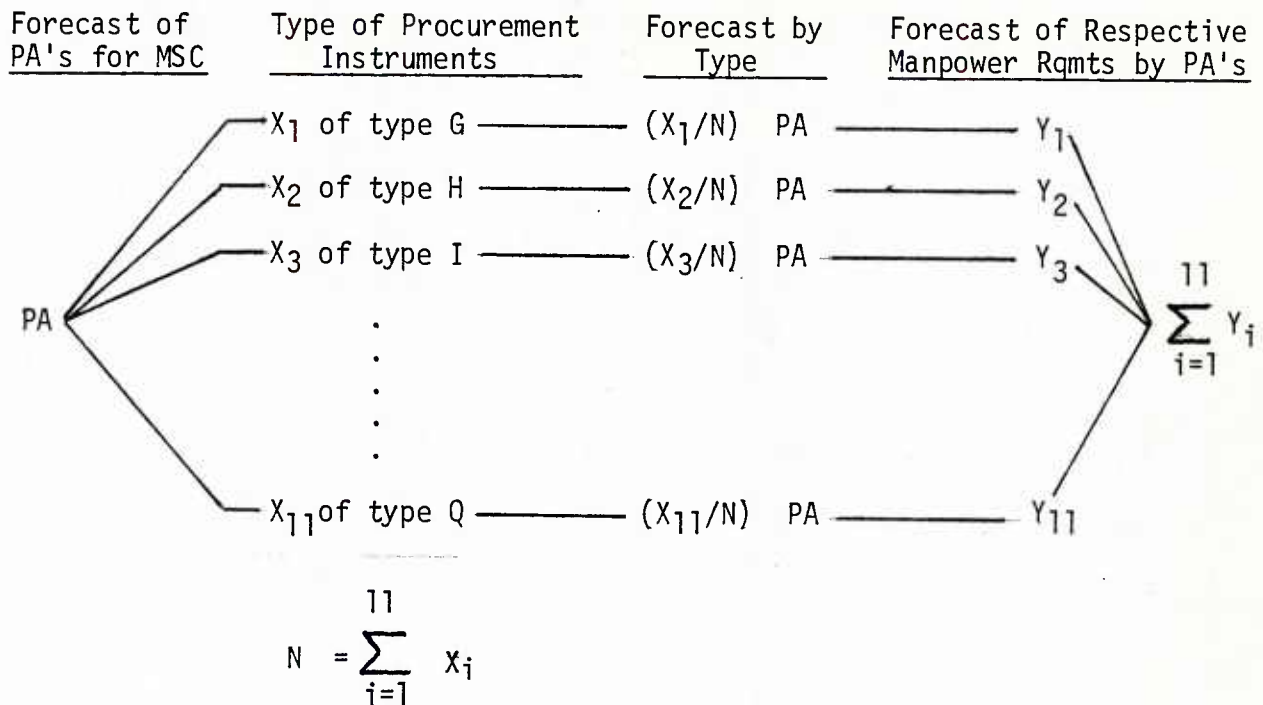 Forecast of PA's for MSC
Type of Procurement Instruments
Forecast by Type
Forecast of Respective Manpower Rqmts by PA's
X₁ of type G (X₁/N) PA Y₁
X₂ of type H (X₂/N) PA Y₂
X₃ of type I (X₃/N) PA Y₃
PA
11
∑ Yᵢ
i=1
X₁₁ of type Q (X₁₁/N) PA Y₁₁
11
N = ∑ Xᵢ
i=1